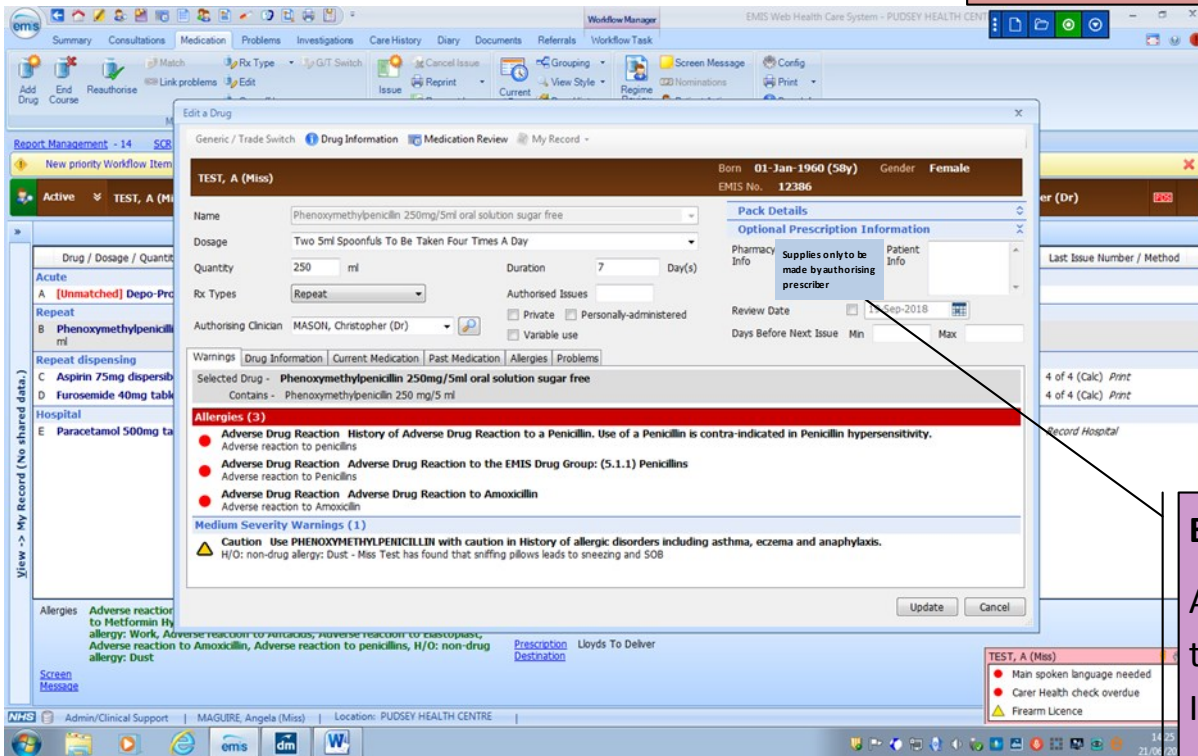 Workflow Manager
EMIS Web Health Care System - PUDSEY HEALTH CENT
ems
Summary Consultations Medication Problems Investigations Care History Diary Documents Referrals Workflow Task
Match Rx Type G/T Switch Cancel Issue Grouping Screen Message Config
Add Drug End Course Reauthorise Link problems Edit Issue Reprint Current View Style Regime Nominations Print
Edit a Drug
Report Management - 14 SCR
Generic / Trade Switch Drug Information Medication Review My Record
New priority Workflow Item
TEST, A (Miss) Born 01-Jan-1960 (58y) Gender Female
EMIS No. 12386
Active TEST, A (Mi er (Dr)
Name Phenoxymethylpenicillin 250mg/5ml oral solution sugar free
Pack Details
Dosage Two 5ml Spoonfuls To Be Taken Four Times A Day
Optional Prescription Information
Pharmacy Info Patient Info
Supplies only to be
made by authorising
prescriber
Quantity 250 ml Duration 7 Day(s)
Rx Types Repeat Authorised Issues
Private Personally-administered
Review Date 19-Sep-2018
Authorising Clinician MASON, Christopher (Dr)
Variable use
Days Before Next Issue Min Max
Drug / Dosage / Quantit Last Issue Number / Method
Acute
A [Unmatched] Depo-Pro
Repeat
B Phenoxymethylpenicilli
ml
Repeat dispensing
C Aspirin 75mg dispersib 4 of 4 (Calc) Print
D Furosemide 40mg table 4 of 4 (Calc) Print
Hospital
E Paracetamol 500mg ta Record Hospital
View -> My Record (No shared data.)
Warnings Drug Information Current Medication Past Medication Allergies Problems
Selected Drug - Phenoxymethylpenicillin 250mg/5ml oral solution sugar free
Contains - Phenoxymethylpenicillin 250 mg/5 ml
Allergies (3)
Adverse Drug Reaction History of Adverse Drug Reaction to a Penicillin. Use of a Penicillin is contra-indicated in Penicillin hypersensitivity.
Adverse reaction to penicillins
Adverse Drug Reaction Adverse Drug Reaction to the EMIS Drug Group: (5.1.1) Penicillins
Adverse reaction to Penicillins
Adverse Drug Reaction Adverse Drug Reaction to Amoxicillin
Adverse reaction to Amoxicillin
Medium Severity Warnings (1)
Caution Use PHENOXYMETHYLPENICILLIN with caution in History of allergic disorders including asthma, eczema and anaphylaxis.
H/O: non-drug allergy: Dust - Miss Test has found that sniffing pillows leads to sneezing and SOB
Update Cancel
Allergies Adverse reaction
to Metformin Hy
allergy: Work, Adverse reaction to Antacids, Adverse reaction to Elastoplast,
Adverse reaction to Amoxicillin, Adverse reaction to penicillins, H/O: non-drug
allergy: Dust
Prescription Destination Lloyds To Deliver
Screen Message
TEST, A (Miss)
Main spoken language needed
Carer Health check overdue
Firearm Licence
NHS Admin/Clinical Support | MAGUIRE, Angela (Miss) | Location: PUDSEY HEALTH CENTRE
emis dm W
14:25
21/06/20